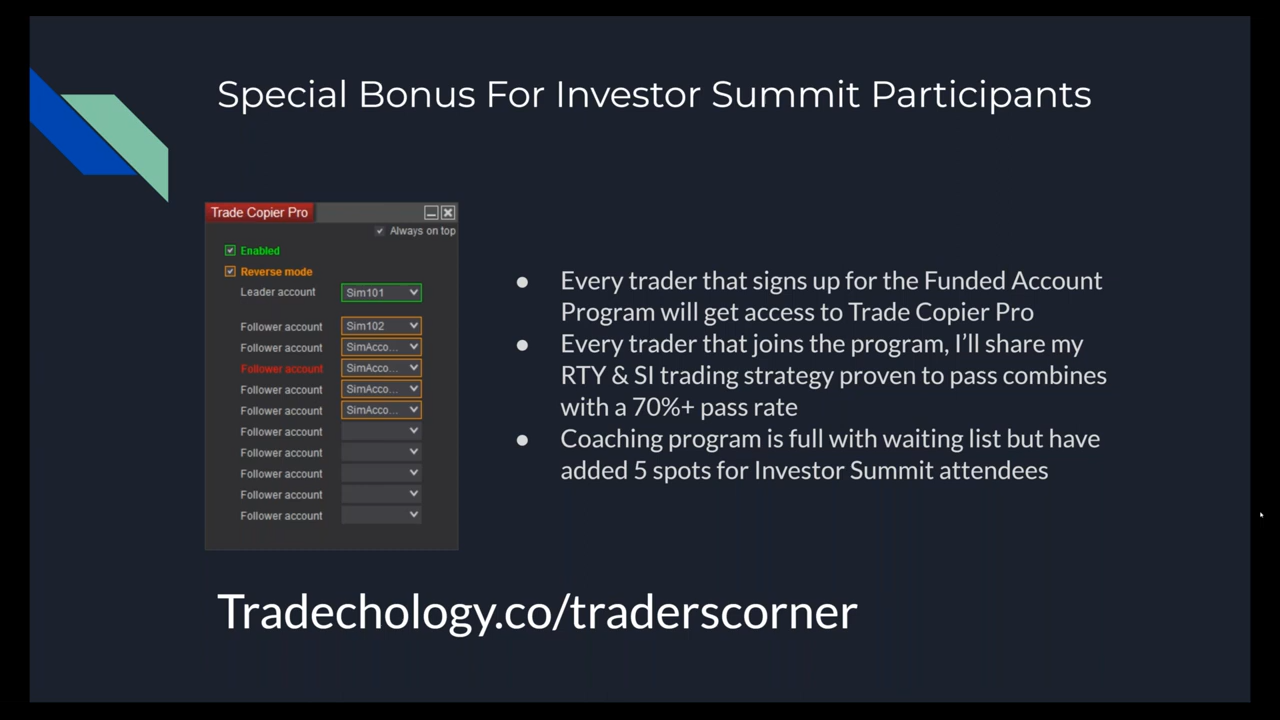 Special Bonus For Investor Summit Participants
Trade Copier Pro
Always on top
Enabled
Reverse mode
Leader account Sim101
Follower account Sim102
Follower account SimAcco...
Follower account SimAcco...
Follower account SimAcco...
Follower account SimAcco...
Follower account
Follower account
Follower account
Follower account
Follower account
● Every trader that signs up for the Funded Account
Program will get access to Trade Copier Pro
● Every trader that joins the program, I'll share my
RTY & SI trading strategy proven to pass combines
with a 70%+ pass rate
● Coaching program is full with waiting list but have
added 5 spots for Investor Summit attendees
Tradechology.co/traderscorner